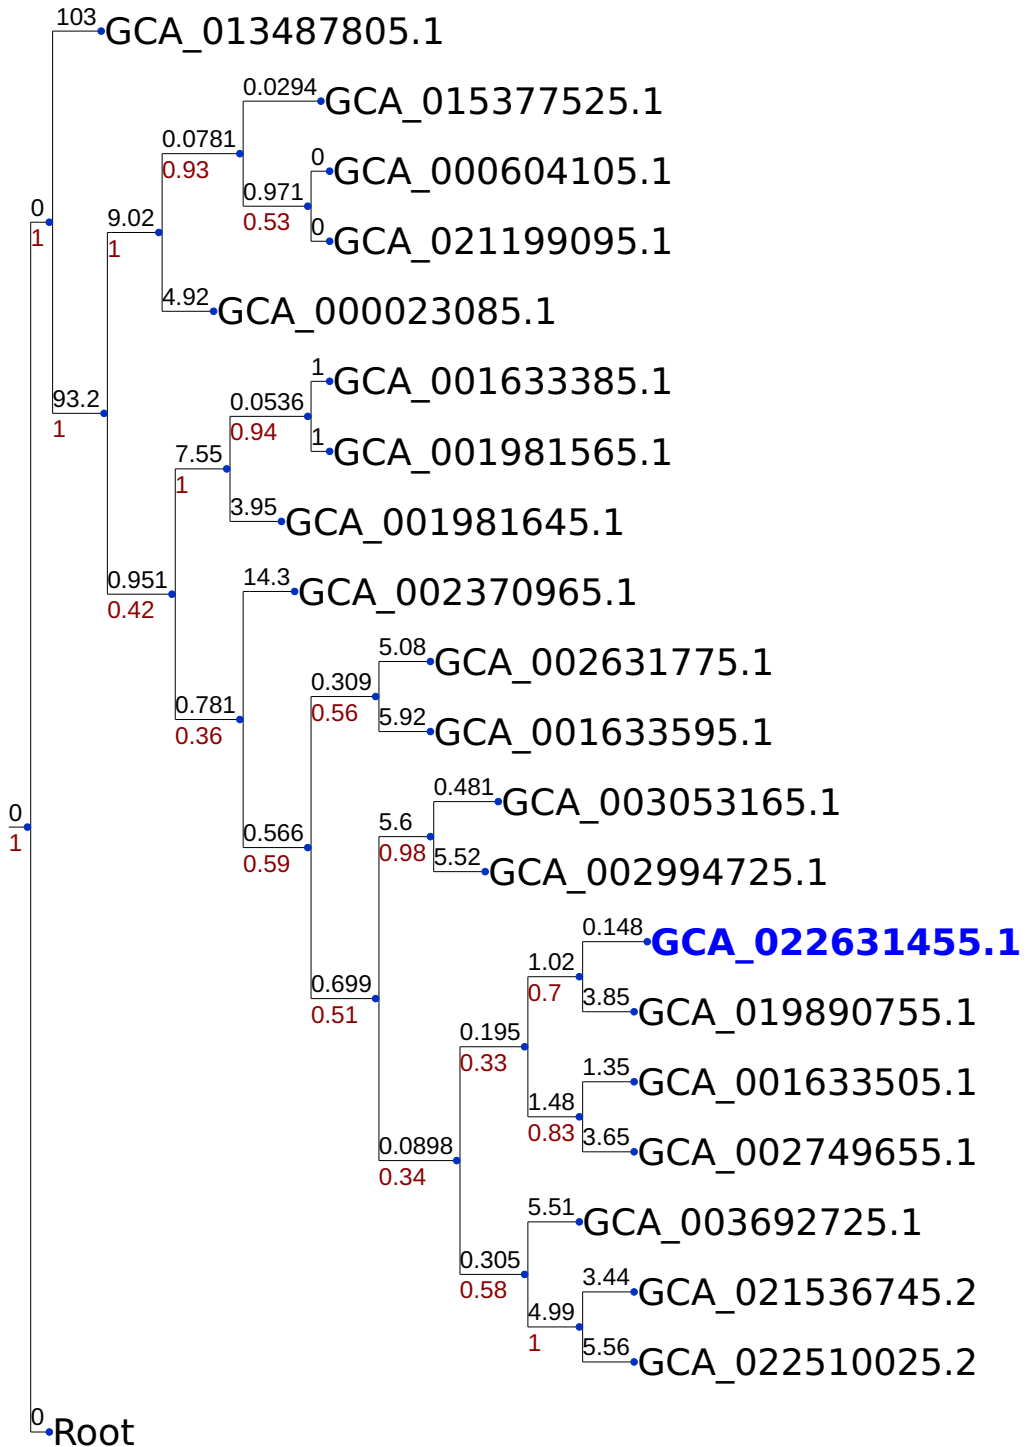 103
GCA_013487805.1
0.0294
GCA_015377525.1
0.0781
0.93
0
GCA_000604105.1
0.971
0.53
0
1
9.02
1
0
GCA_021199095.1
4.92
GCA_000023085.1
1
GCA_001633385.1
0.0536
0.94
93.2
1
7.55
1
1
GCA_001981565.1
3.95
GCA_001981645.1
0.951
0.42
14.3
GCA_002370965.1
5.08
GCA_002631775.1
0.309
0.56
0.781
0.36
5.92
GCA_001633595.1
0.481
GCA_003053165.1
0
1
5.6
0.98
0.566
0.59
5.52
GCA_002994725.1
0.148
GCA_022631455.1
1.02
0.7
0.699
0.51
3.85
GCA_019890755.1
0.195
0.33
1.35
GCA_001633505.1
1.48
0.83
0.0898
0.34
3.65
GCA_002749655.1
5.51
GCA_003692725.1
0.305
0.58
3.44
GCA_021536745.2
4.99
1
5.56
GCA_022510025.2
0
Root